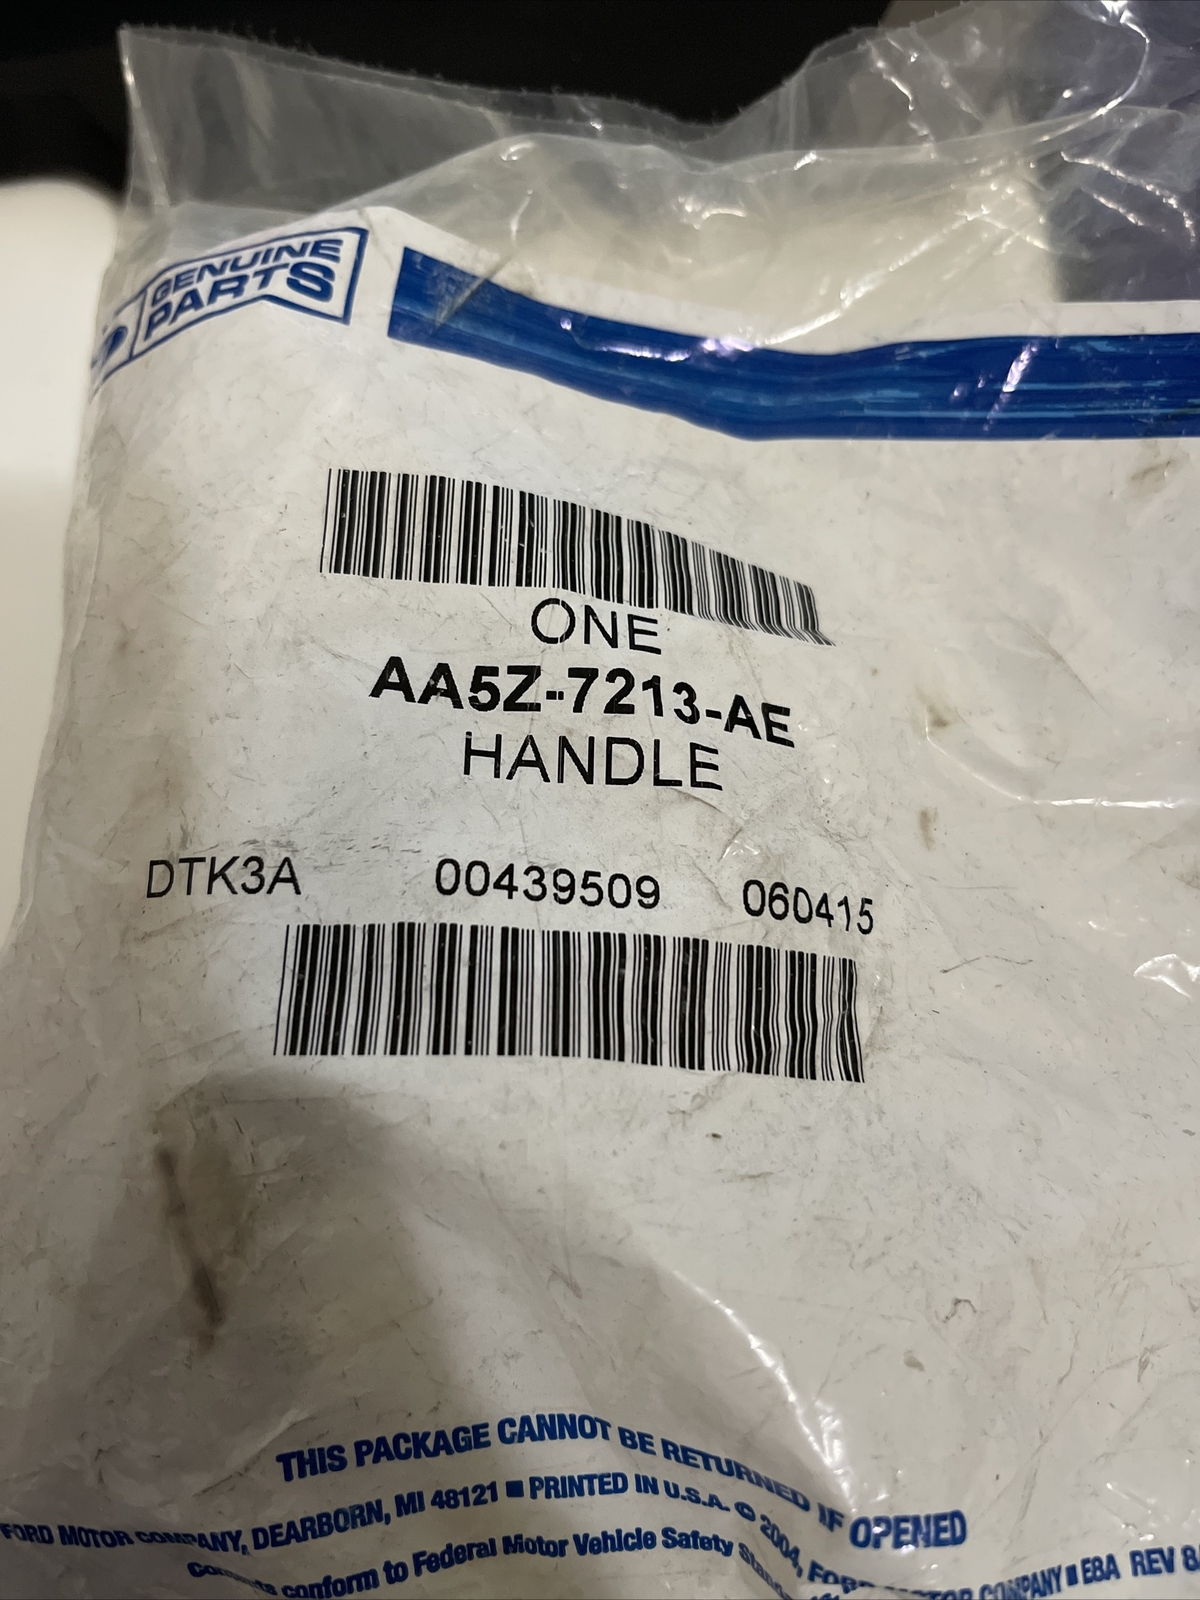 GENUINE
PARTS
ONE
AA5Z-7213-AE
HANDLE
DTK3A 00439509 060415
THIS PACKAGE CANNOT BE RETURNED IF OPENED
FORD MOTOR COMPANY, DEARBORN, MI 48121 ■ PRINTED IN U.S.A. © 2004, FORD MOTOR COMPANY ■ E8A REV 8/
conform to Federal Motor Vehicle Safety